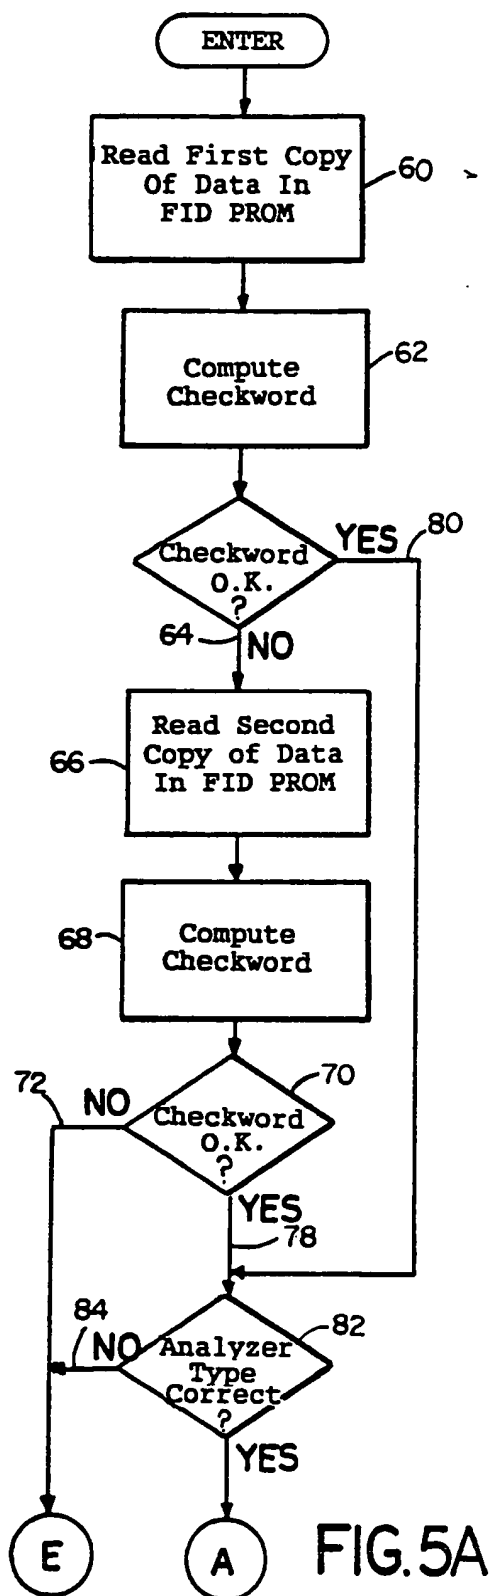 ENTER
Read First Copy
Of Data In
FID PROM
60
Compute
Checkword
62
Checkword
O.K.
?
YES
80
64
NO
Read Second
Copy of Data
In FID PROM
66
Compute
Checkword
68
Checkword
O.K.
?
70
72
NO
YES
78
Analyzer
Type
Correct
?
82
84
NO
YES
E
A
FIG. 5A